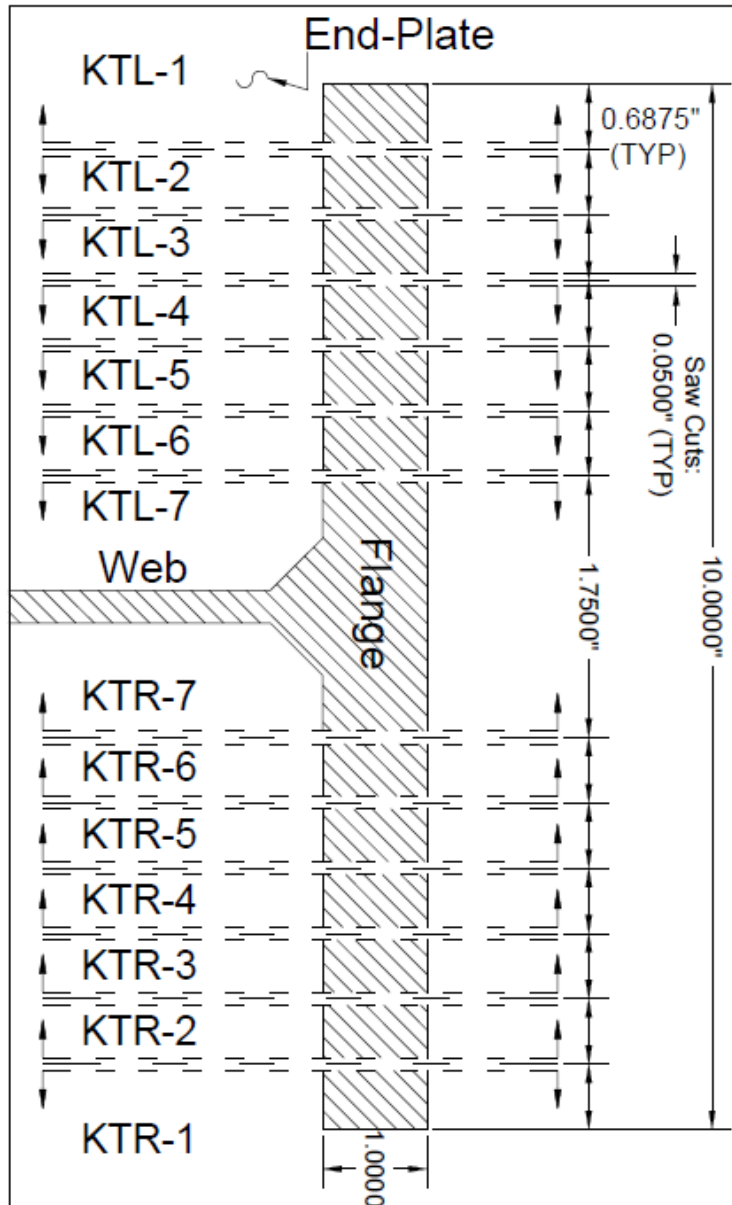 End-Plate
KTL-1
0.6875"
(TYP)
KTL-2
KTL-3
KTL-4
KTL-5
KTL-6
KTL-7
Saw Cuts:
0.0500" (TYP)
Web
Flange
1.7500"
10.0000"
KTR-7
KTR-6
KTR-5
KTR-4
KTR-3
KTR-2
KTR-1
1.0000